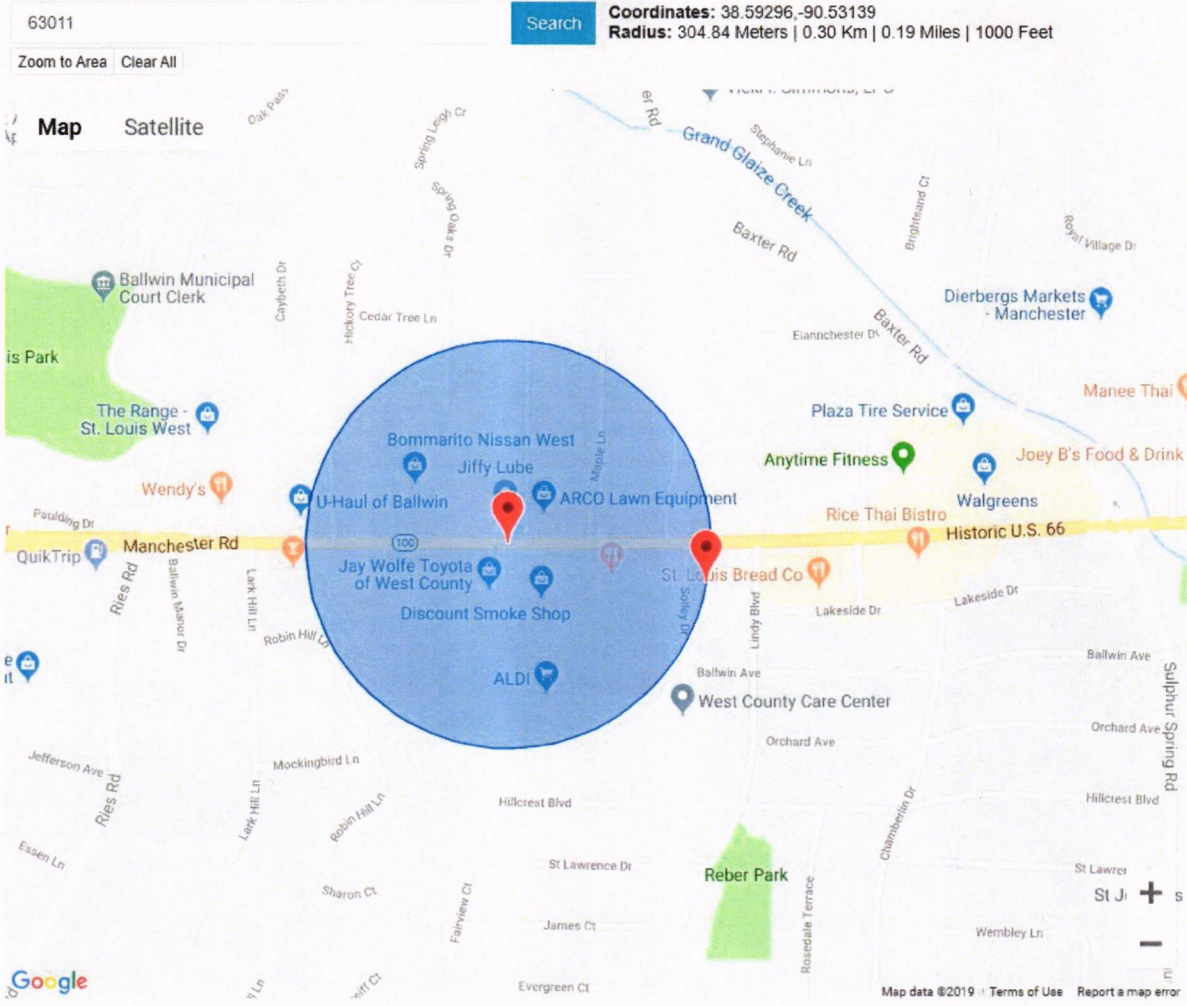 63011
Search
Coordinates: 38.59296,-90.53139
Radius: 304.84 Meters | 0.30 Km | 0.19 Miles | 1000 Feet
Zoom to Area
Clear All
Map
Satellite
Oak Pass
Spring Leigh Cr
er Rd
Stephanie Ln
Grand Glaize Creek
Spring Oaks Dr
Brightsand Ct
Baxter Rd
Royal Village Dr
Ballwin Municipal
Court Clerk
Caybeth Dr
Hickory Tree Ct
Cedar Tree Ln
Dierbergs Markets
- Manchester
Baxter Rd
is Park
Manee Thai
The Range -
St. Louis West
Plaza Tire Service
Bommarito Nissan West
Maple Ln
Jiffy Lube
Anytime Fitness
Joey B's Food & Drink
Wendy's
U-Haul of Ballwin
ARCO Lawn Equipment
Walgreens
Paulding Dr
Rice Thai Bistro
Manchester Rd
100
Historic U.S. 66
QuikTrip
Jay Wolfe Toyota
of West County
St. Louis Bread Co
Ries Rd
Ballwin Manor Dr
Lark Hill Ln
Solley Dr
Lindy Blvd
Lakeside Dr
Lakeside Dr
Discount Smoke Shop
Robin Hill Ln
Ballwin Ave
ALDI
Ballwin Ave
West County Care Center
Sulphur Spring Rd
Orchard Ave
Orchard Ave
Jefferson Ave
Mockingbird Ln
Ries Rd
Lark Hill Ln
Robin Hill Ln
Hillcrest Blvd
Hillcrest Blvd
Chamberlin Dr
Essen Ln
St Lawrence Dr
Reber Park
St Lawrer
Sharon Ct
Fairview Ct
James Ct
Rosedale Terrace
Wembley Ln
Google
Evergreen Ct
Map data ©2019
Terms of Use
Report a map error